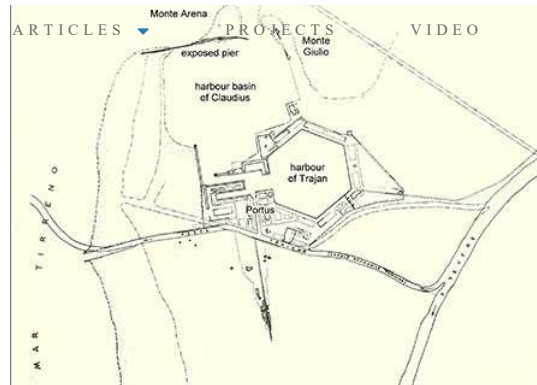 Monte Arena
ARTICLES PROJECTS VIDEO
exposed pier
Monte
Giulio
harbour basin
of Claudius
harbour
of Trajan
Portus
MAR TIRRENO
TEVERE